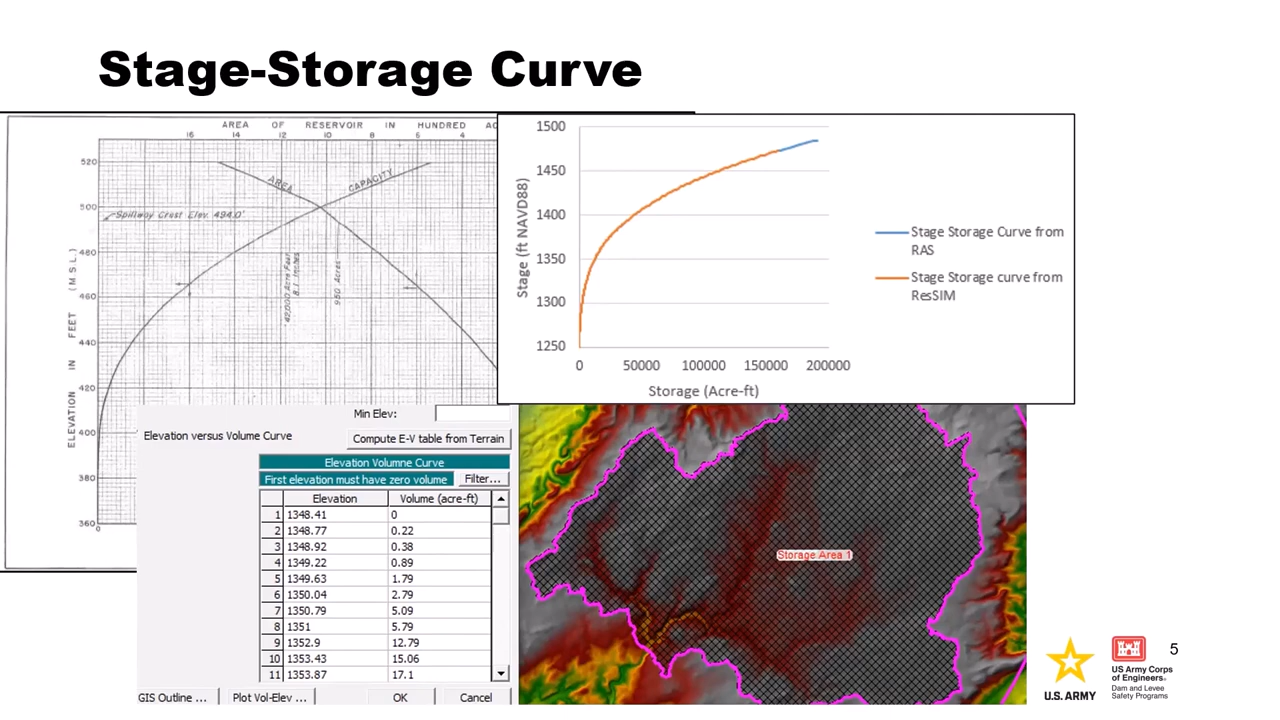 Stage-Storage Curve
AREA OF RESERVOIR IN HUNDRED AC
16 14 12 10 8 6 4
520
500
480
460
440
420
400
380
360
0
ELEVATION IN FEET (M.S.L.)
AREA
CAPACITY
Spillway Crest Elev. 494.0'
42,000 Acre Feet
950 Acres
1500
1450
1400
1350
1300
1250
0 50000 100000 150000 200000
Stage (ft NAVD88)
Storage (Acre-ft)
Stage Storage Curve from
RAS
Stage Storage curve from
ResSIM
Min Elev:
Elevation versus Volume Curve
Compute E-V table from Terrain
Elevation Volumne Curve
First elevation must have zero volume
Filter...
Elevation Volume (acre-ft)
1 1348.41 0
2 1348.77 0.22
3 1348.92 0.38
4 1349.22 0.89
5 1349.63 1.79
6 1350.04 2.79
7 1350.79 5.09
8 1351 5.79
9 1352.9 12.79
10 1353.43 15.06
11 1353.87 17.1
GIS Outline ... Plot Vol-Elev ... OK Cancel
Storage Area 1
U.S. ARMY
US Army Corps
of Engineers®
Dam and Levee
Safety Programs
5